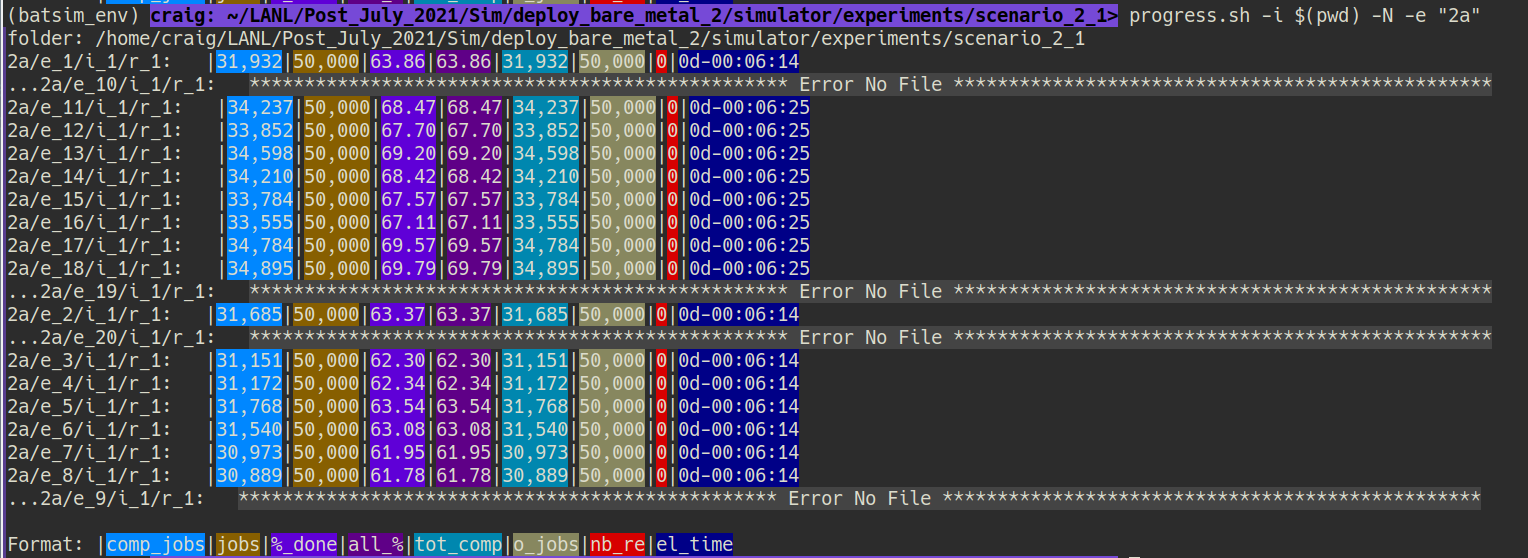 (batsim_env) craig: ~/LANL/Post_July_2021/Sim/deploy_bare_metal_2/simulator/experiments/scenario_2_1> progress.sh -i $(pwd) -N -e "2a"
folder: /home/craig/LANL/Post_July_2021/Sim/deploy_bare_metal_2/simulator/experiments/scenario_2_1
2a/e_1/i_1/r_1:   |31,932|50,000|63.86|63.86|31,932|50,000|0|0d-00:06:14
...2a/e_10/i_1/r_1:   ************************************************* Error No File *************************************************
2a/e_11/i_1/r_1:   |34,237|50,000|68.47|68.47|34,237|50,000|0|0d-00:06:25
2a/e_12/i_1/r_1:   |33,852|50,000|67.70|67.70|33,852|50,000|0|0d-00:06:25
2a/e_13/i_1/r_1:   |34,598|50,000|69.20|69.20|34,598|50,000|0|0d-00:06:25
2a/e_14/i_1/r_1:   |34,210|50,000|68.42|68.42|34,210|50,000|0|0d-00:06:25
2a/e_15/i_1/r_1:   |33,784|50,000|67.57|67.57|33,784|50,000|0|0d-00:06:25
2a/e_16/i_1/r_1:   |33,555|50,000|67.11|67.11|33,555|50,000|0|0d-00:06:25
2a/e_17/i_1/r_1:   |34,784|50,000|69.57|69.57|34,784|50,000|0|0d-00:06:25
2a/e_18/i_1/r_1:   |34,895|50,000|69.79|69.79|34,895|50,000|0|0d-00:06:25
...2a/e_19/i_1/r_1:   ************************************************* Error No File *************************************************
2a/e_2/i_1/r_1:   |31,685|50,000|63.37|63.37|31,685|50,000|0|0d-00:06:14
...2a/e_20/i_1/r_1:   ************************************************* Error No File *************************************************
2a/e_3/i_1/r_1:   |31,151|50,000|62.30|62.30|31,151|50,000|0|0d-00:06:14
2a/e_4/i_1/r_1:   |31,172|50,000|62.34|62.34|31,172|50,000|0|0d-00:06:14
2a/e_5/i_1/r_1:   |31,768|50,000|63.54|63.54|31,768|50,000|0|0d-00:06:14
2a/e_6/i_1/r_1:   |31,540|50,000|63.08|63.08|31,540|50,000|0|0d-00:06:14
2a/e_7/i_1/r_1:   |30,973|50,000|61.95|61.95|30,973|50,000|0|0d-00:06:14
2a/e_8/i_1/r_1:   |30,889|50,000|61.78|61.78|30,889|50,000|0|0d-00:06:14
...2a/e_9/i_1/r_1:   ************************************************* Error No File *************************************************
Format: |comp_jobs|jobs|%_done|all_%|tot_comp|o_jobs|nb_re|el_time